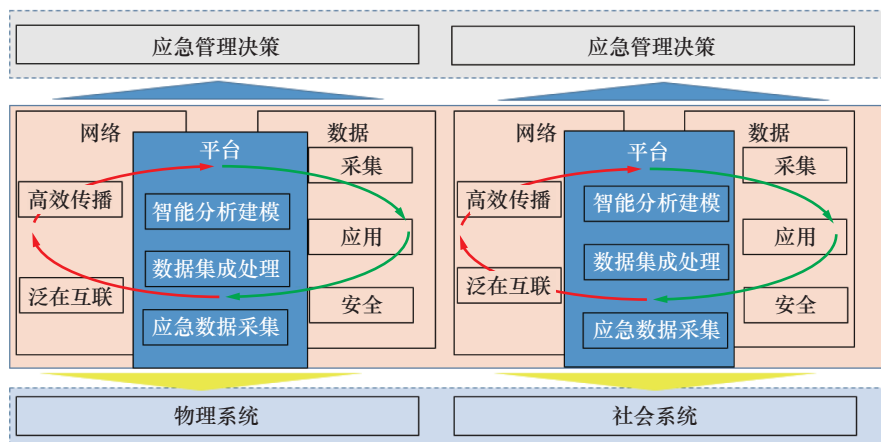 应急管理决策
应急管理决策
网络
数据
平台
采集
高效传播
智能分析建模
应用
数据集成处理
泛在互联
安全
应急数据采集
网络
数据
平台
采集
高效传播
智能分析建模
应用
数据集成处理
泛在互联
安全
应急数据采集
物理系统
社会系统